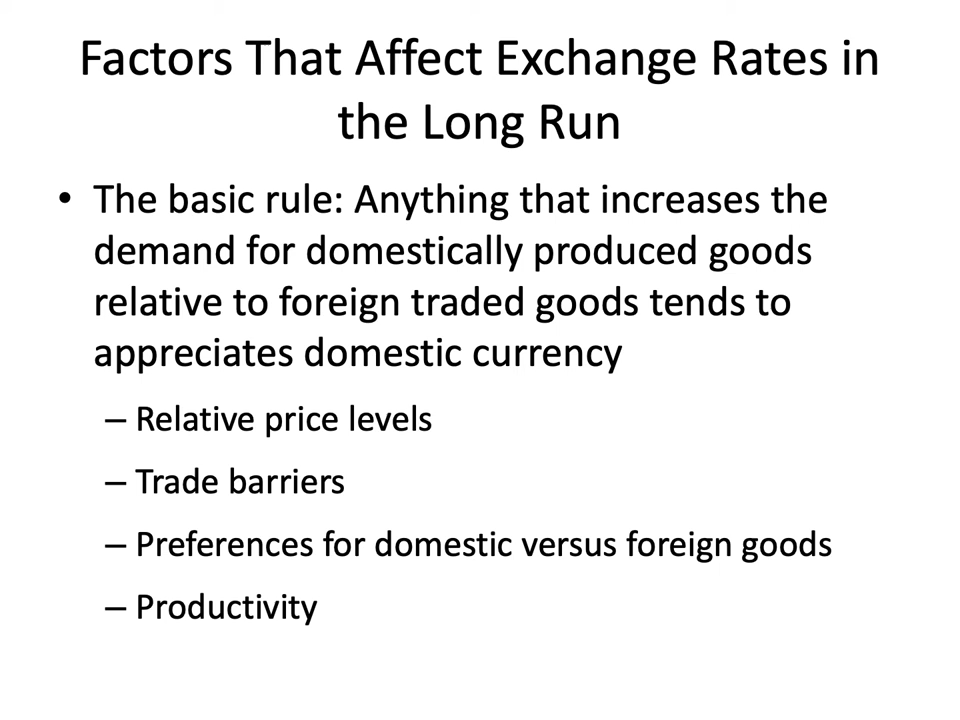 Factors That Affect Exchange Rates in
the Long Run
• The basic rule: Anything that increases the
demand for domestically produced goods
relative to foreign traded goods tends to
appreciates domestic currency
– Relative price levels
– Trade barriers
– Preferences for domestic versus foreign goods
– Productivity